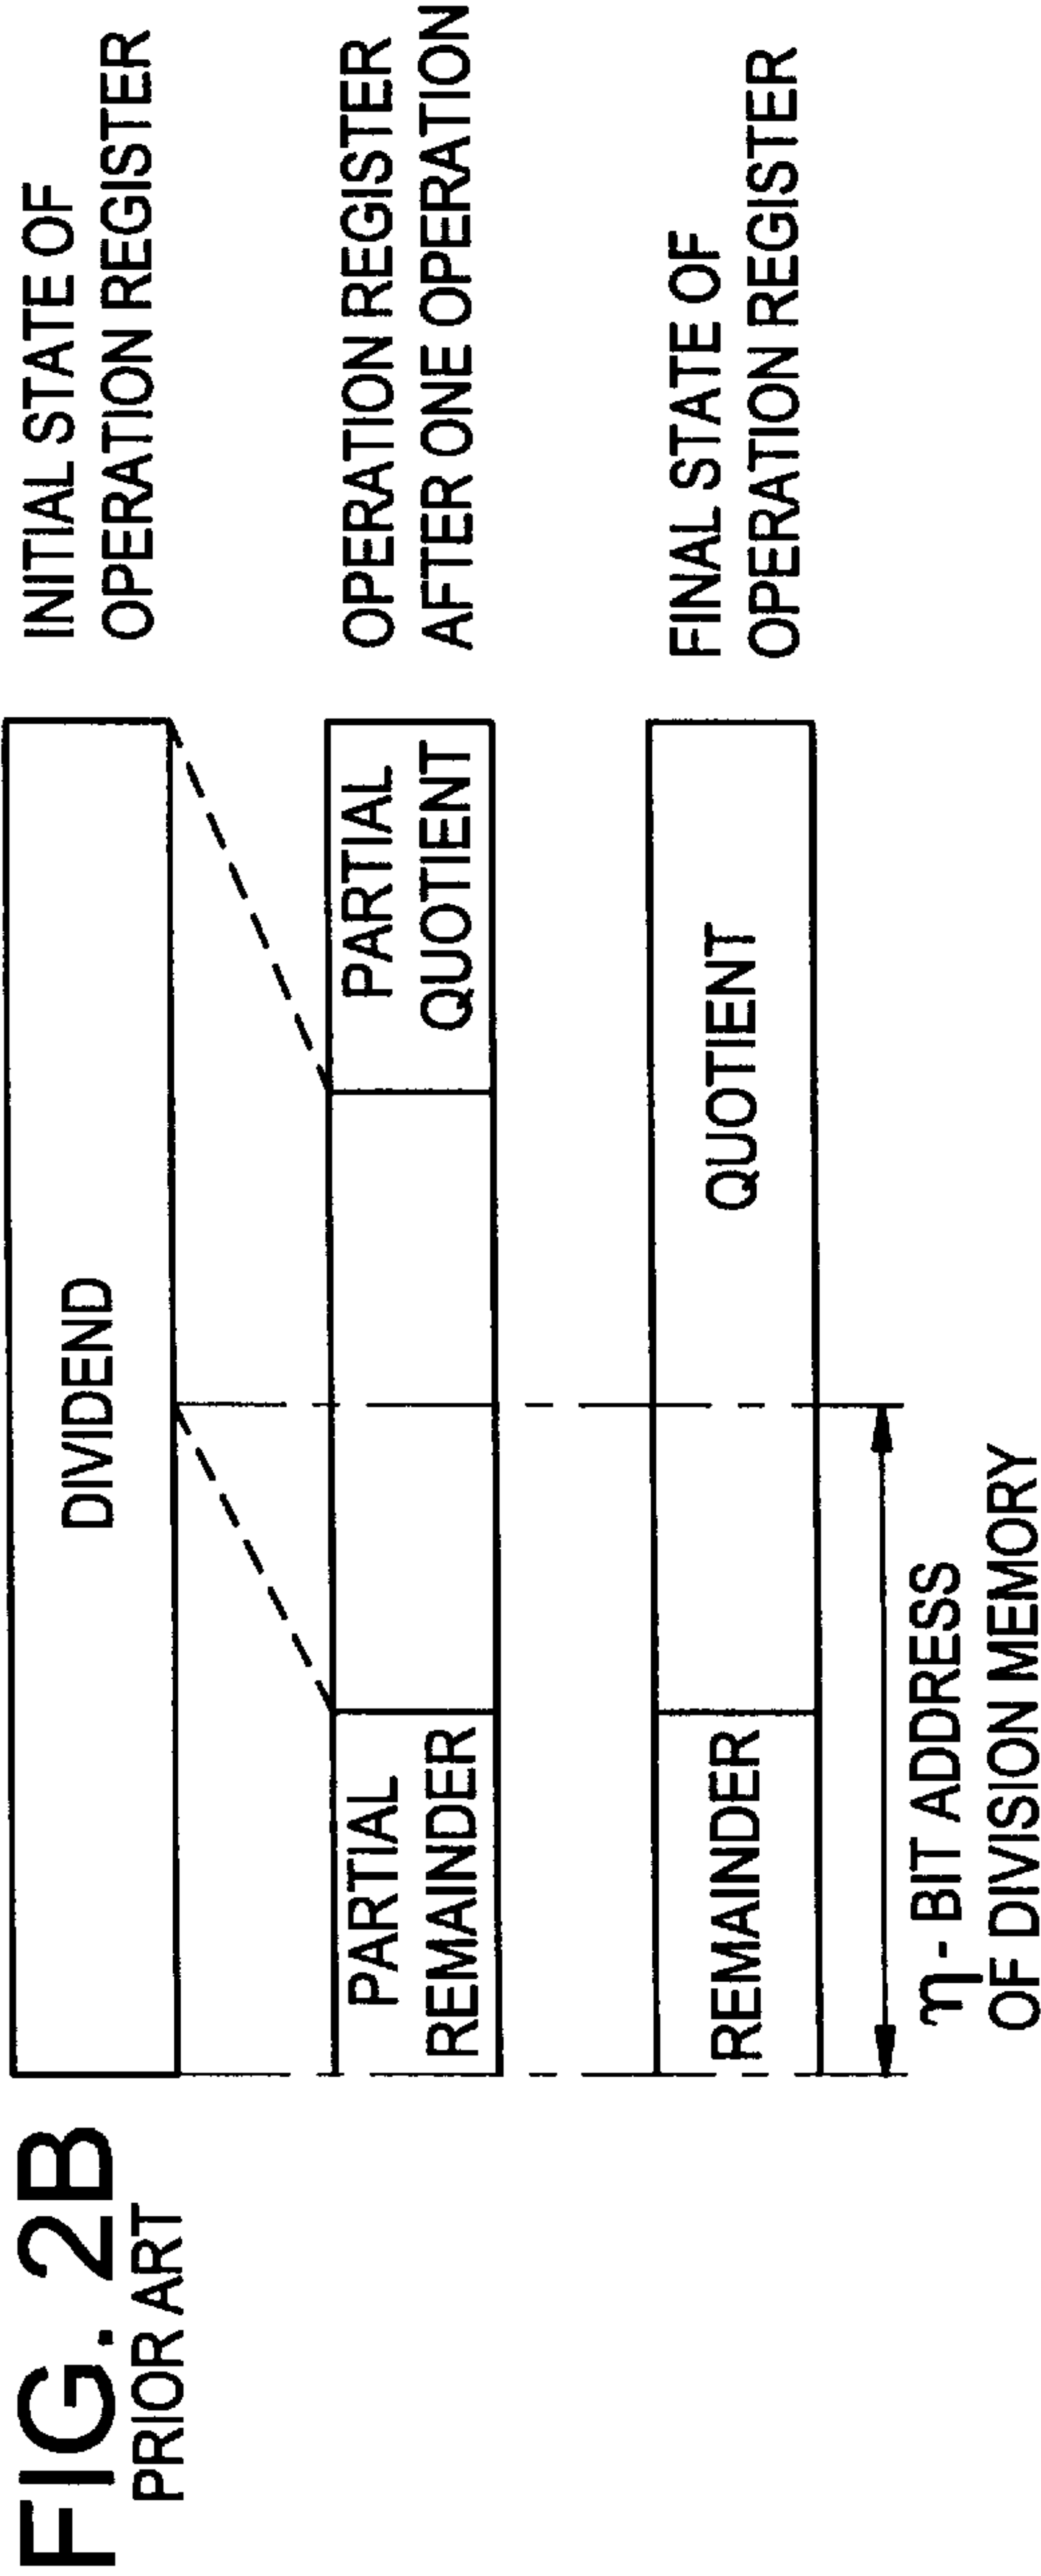 FIG. 2B
PRIOR ART
DIVIDEND
INITIAL STATE OF
OPERATION REGISTER
PARTIAL
REMAINDER
PARTIAL
QUOTIENT
OPERATION REGISTER
AFTER ONE OPERATION
REMAINDER
QUOTIENT
FINAL STATE OF
OPERATION REGISTER
η - BIT ADDRESS
OF DIVISION MEMORY